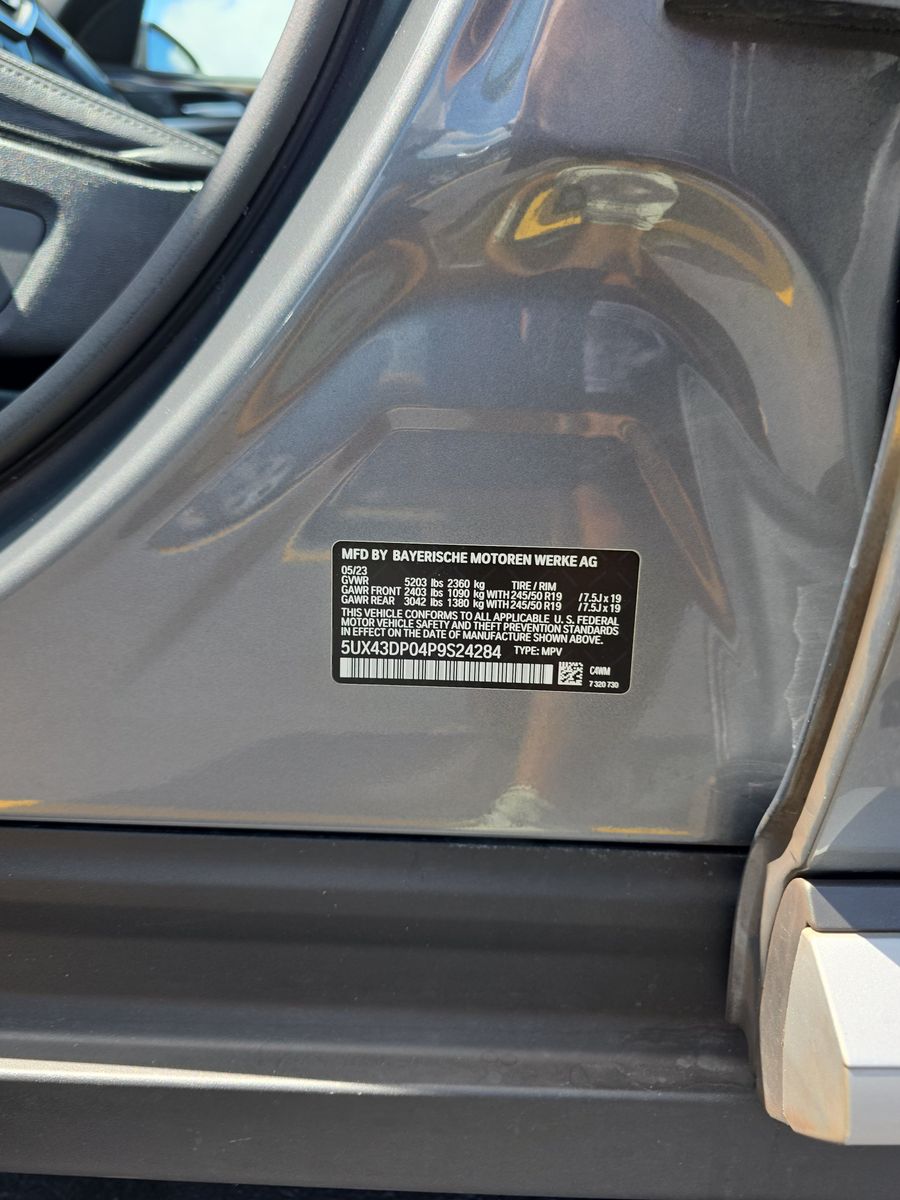 MFD BY BAYERISCHE MOTOREN WERKE AG
05/23
GVWR 5203 lbs 2360 kg TIRE / RIM
GAWR FRONT 2403 lbs 1090 kg WITH 245/50 R19 /7.5J x 19
GAWR REAR 3042 lbs 1380 kg WITH 245/50 R19 /7.5J x 19
THIS VEHICLE CONFORMS TO ALL APPLICABLE U. S. FEDERAL
MOTOR VEHICLE SAFETY AND THEFT PREVENTION STANDARDS
IN EFFECT ON THE DATE OF MANUFACTURE SHOWN ABOVE.
5UX43DP04P9S24284 TYPE: MPV
C4WM
7 320 730